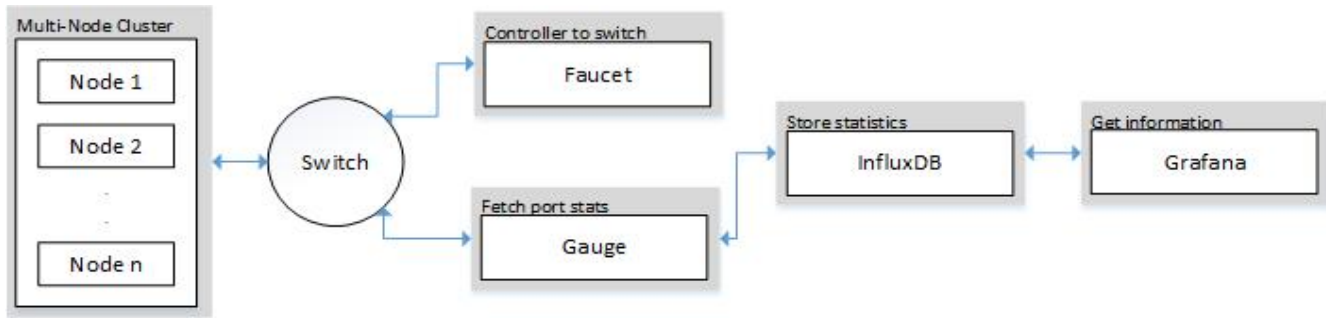 Multi-Node Cluster
Node 1
Node 2
.
.
Node n
Switch
Controller to switch
Faucet
Fetch port stats
Gauge
Store statistics
InfluxDB
Get information
Grafana